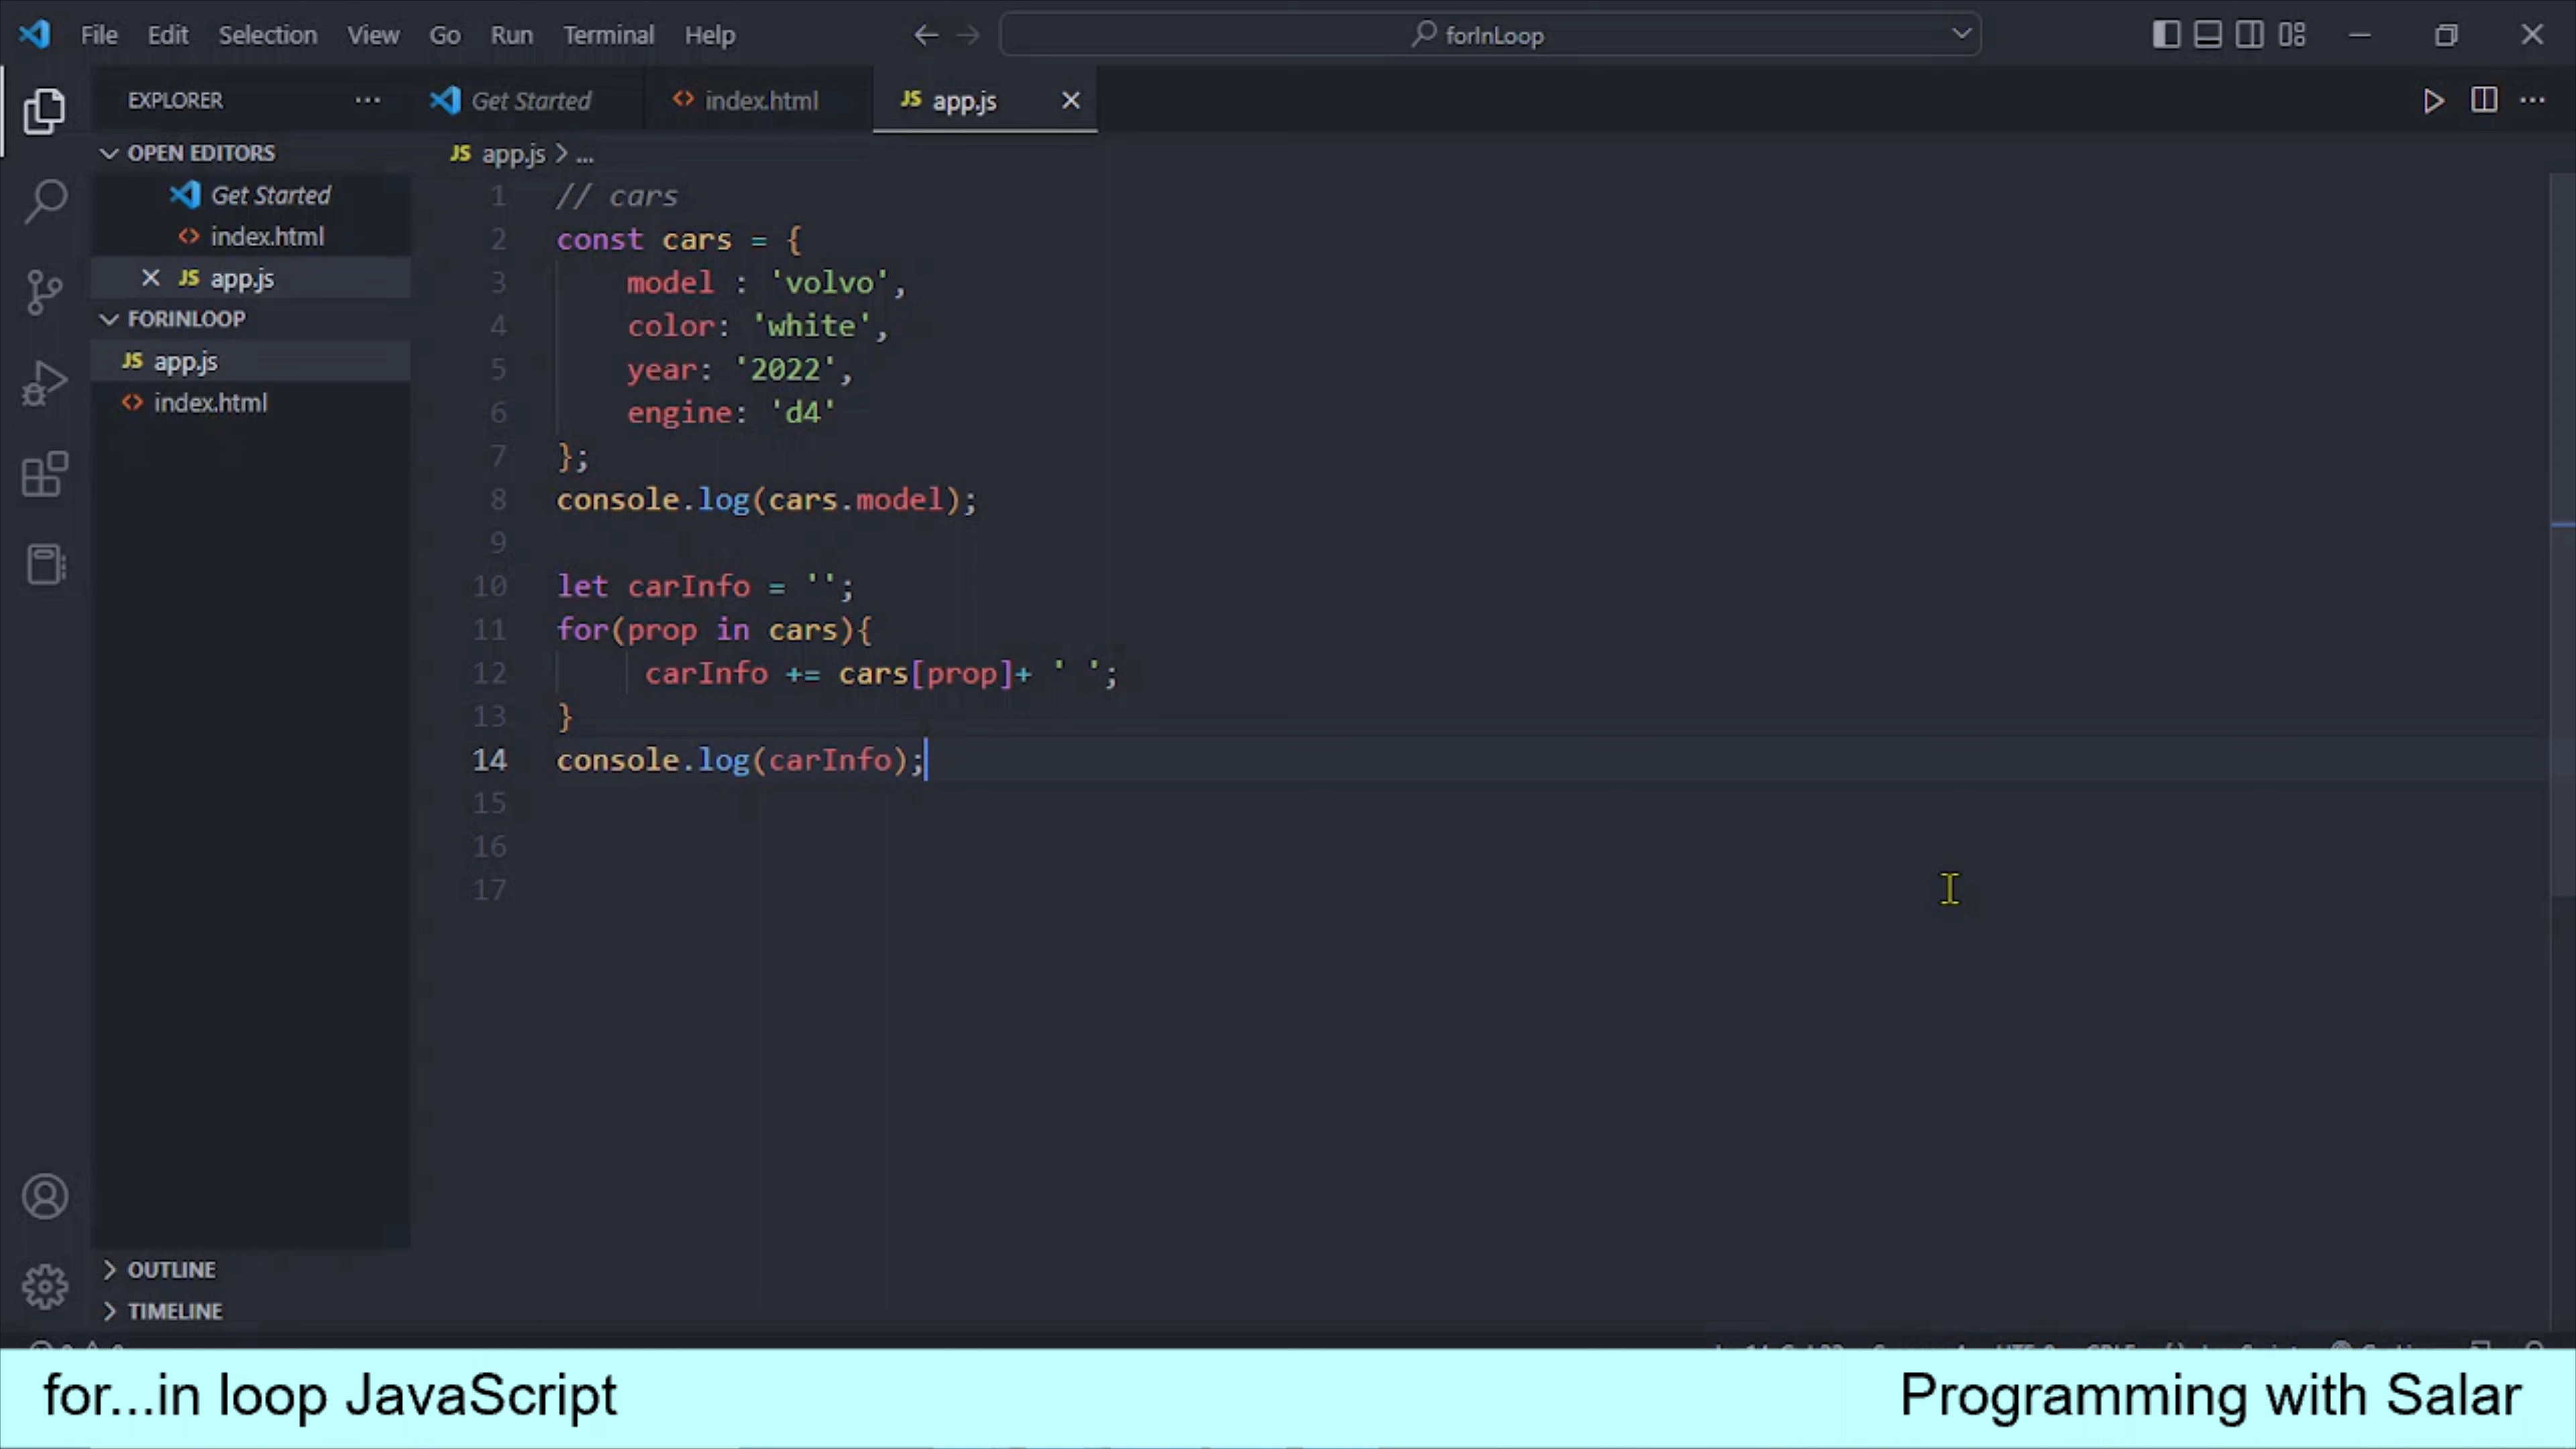 File Edit Selection View Go Run Terminal Help forInLoop
EXPLORER Get Started index.html JS app.js
OPEN EDITORS JS app.js > ...
Get Started
index.html
JS app.js
FORINLOOP
JS app.js
index.html
1 // cars
2 const cars = {
3 model : 'volvo',
4 color: 'white',
5 year: '2022',
6 engine: 'd4'
7 };
8 console.log(cars.model);
9
10 let carInfo = '';
11 for(prop in cars){
12 carInfo += cars[prop]+ ' ';
13 }
14 console.log(carInfo);
15
16
17
OUTLINE
TIMELINE
for...in loop JavaScript Programming with Salar